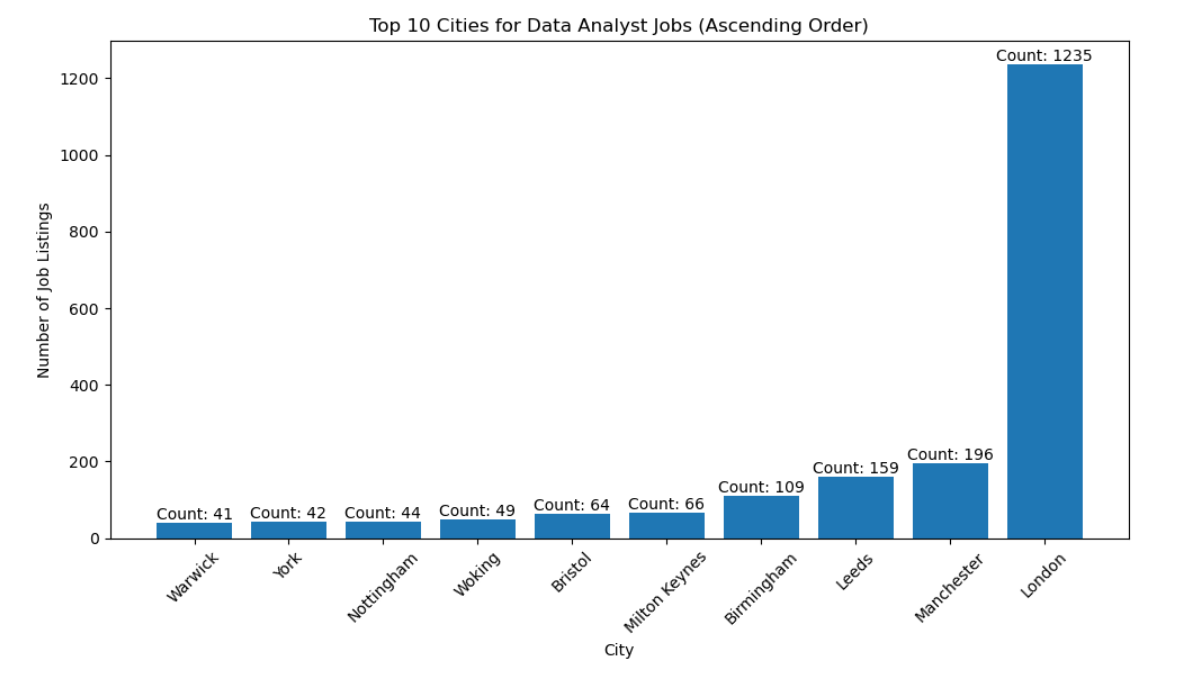 Top 10 Cities for Data Analyst Jobs (Ascending Order)
Number of Job Listings
1200
1000
800
600
400
200
0
Count: 41
Count: 42
Count: 44
Count: 49
Count: 64
Count: 66
Count: 109
Count: 159
Count: 196
Count: 1235
Warwick
York
Nottingham
Woking
Bristol
Milton Keynes
Birmingham
Leeds
Manchester
London
City